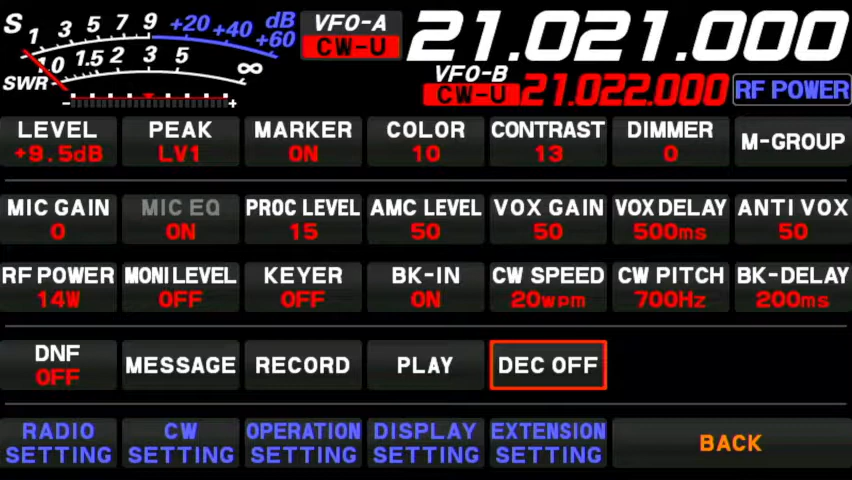 S 1 3 5 7 9 +20 +40 +60 dB
SWR 1.0 1.5 2 3 5 ∞
− +
VFO-A
CW-U
21.021.000
VFO-B
CW-U
21.022.000
RF POWER
LEVEL PEAK MARKER COLOR CONTRAST DIMMER M-GROUP
+9.5dB LV1 ON 10 13 0
MIC GAIN MIC EQ PROC LEVEL AMC LEVEL VOX GAIN VOX DELAY ANTI VOX
0 ON 15 50 50 500ms 50
RF POWER MONI LEVEL KEYER BK-IN CW SPEED CW PITCH BK-DELAY
14W OFF OFF ON 20wpm 700Hz 200ms
DNF MESSAGE RECORD PLAY DEC OFF
OFF
RADIO CW OPERATION DISPLAY EXTENSION
SETTING SETTING SETTING SETTING SETTING BACK